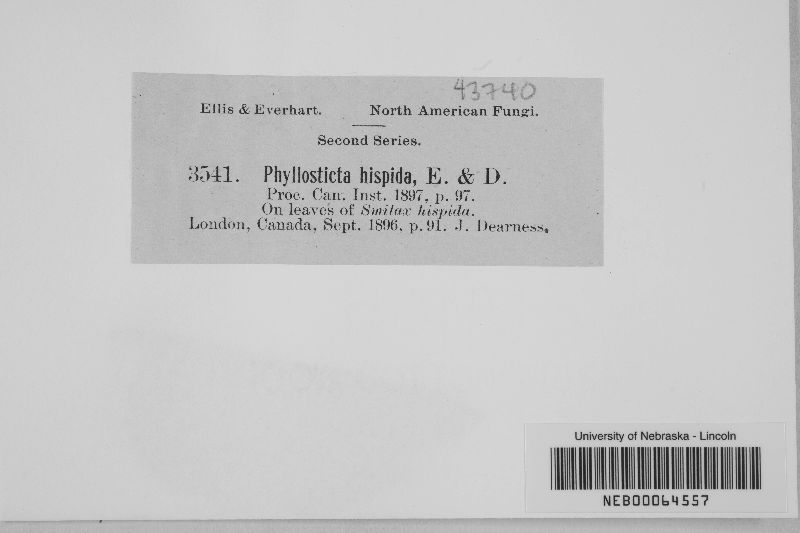 43740
Ellis & Everhart. North American Fungi.
Second Series.
3541. Phyllosticta hispida, E. & D.
Proc. Can. Inst. 1897, p. 97.
On leaves of Smilax hispida.
London, Canada, Sept. 1896, p. 91. J. Dearness.
University of Nebraska - Lincoln
NEB00064557